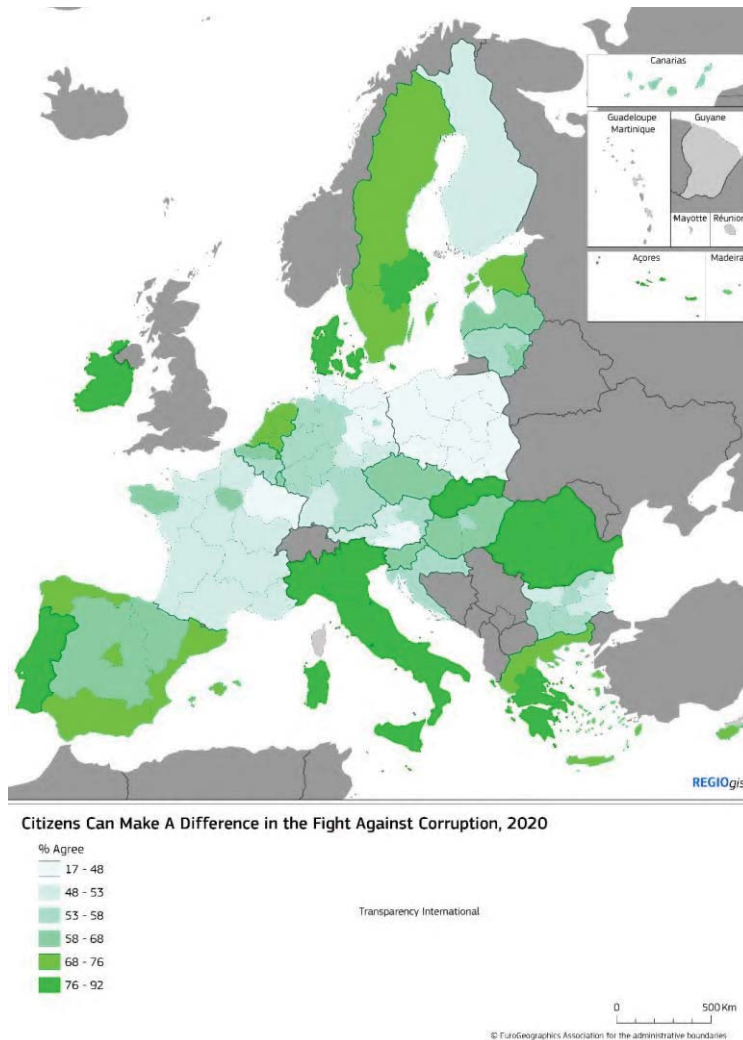 Canarias
Guadeloupe
Martinique
Guyane
Mayotte
Réunion
Açores
Madeira
REGIOgis
Citizens Can Make A Difference in the Fight Against Corruption, 2020
% Agree
17 - 48
48 - 53
53 - 58
58 - 68
68 - 76
76 - 92
Transparency International
0 500 Km
© EuroGeographics Association for the administrative boundaries